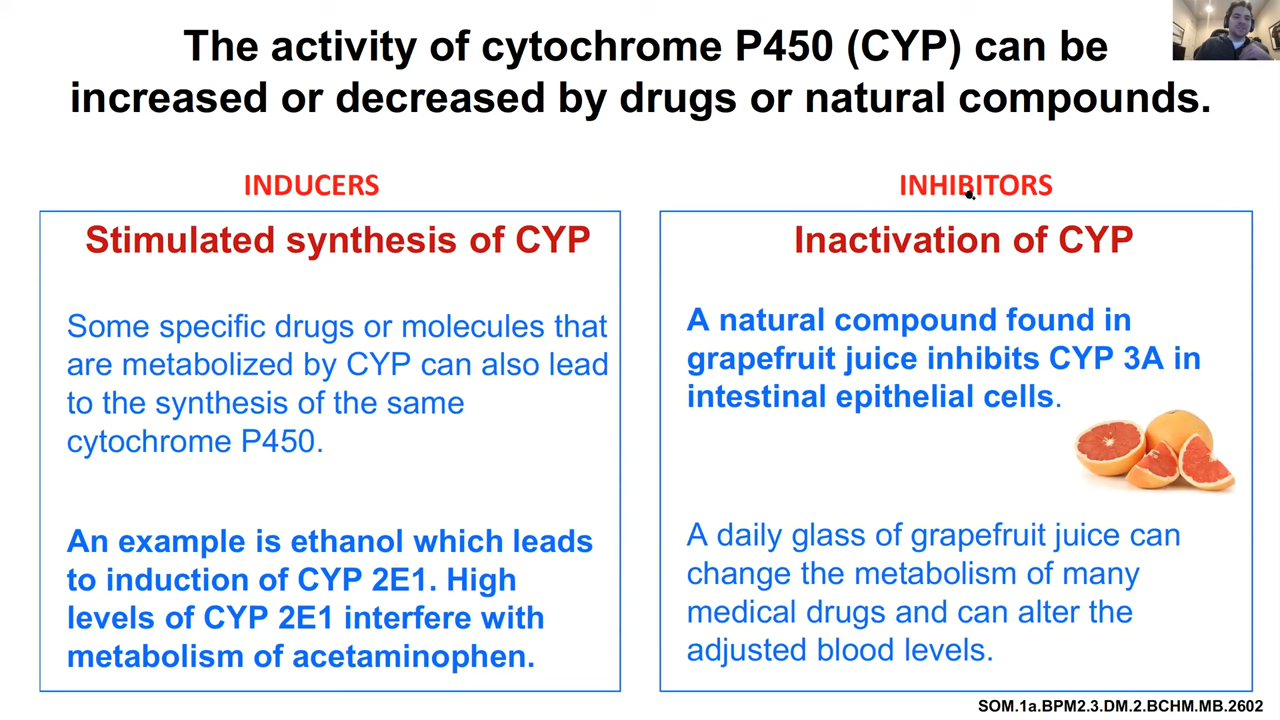 The activity of cytochrome P450 (CYP) can be
increased or decreased by drugs or natural compounds.
INDUCERS
Stimulated synthesis of CYP
Some specific drugs or molecules that
are metabolized by CYP can also lead
to the synthesis of the same
cytochrome P450.
An example is ethanol which leads
to induction of CYP 2E1. High
levels of CYP 2E1 interfere with
metabolism of acetaminophen.
INHIBITORS
Inactivation of CYP
A natural compound found in
grapefruit juice inhibits CYP 3A in
intestinal epithelial cells.
A daily glass of grapefruit juice can
change the metabolism of many
medical drugs and can alter the
adjusted blood levels.
SOM.1a.BPM2.3.DM.2.BCHM.MB.2602